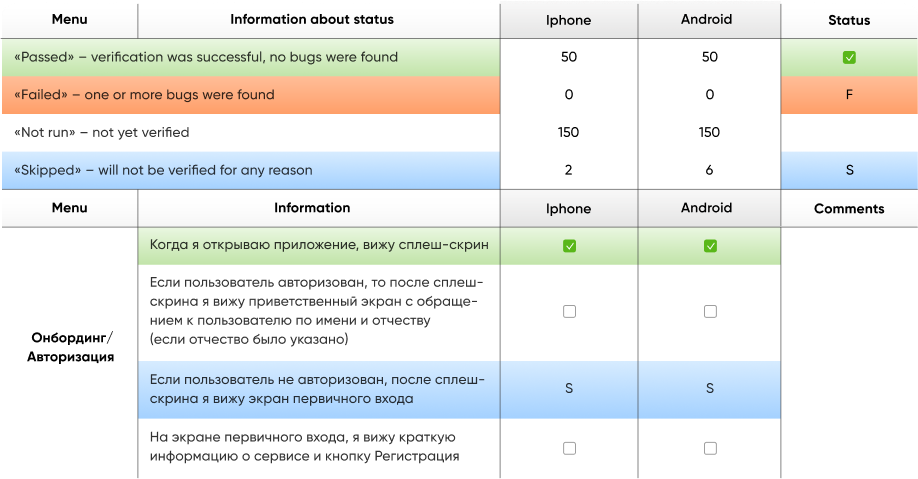 Menu Information about status Iphone Android Status
«Passed» – verification was successful, no bugs were found 50 50 ✅
«Failed» – one or more bugs were found 0 0 F
«Not run» – not yet verified 150 150
«Skipped» – will not be verified for any reason 2 6 S
Menu Information Iphone Android Comments
Онбординг/
Авторизация
Когда я открываю приложение, вижу сплеш-скрин ✅ ✅
Если пользователь авторизован, то после сплеш-
скрина я вижу приветственный экран с обраще-
нием к пользователю по имени и отчеству
(если отчество было указано)
Если пользователь не авторизован, после сплеш-
скрина я вижу экран первичного входа
S S
На экране первичного входа, я вижу краткую
информацию о сервисе и кнопку Регистрация